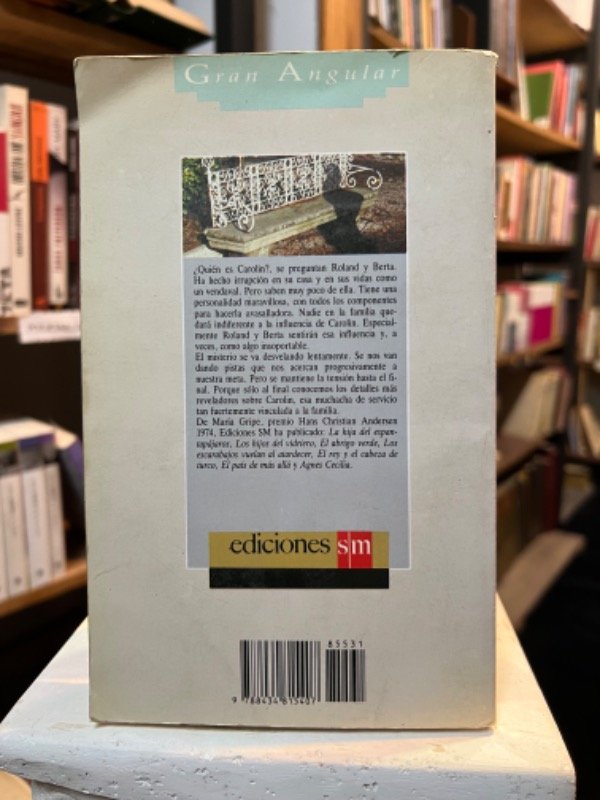 Gran Angular
¿Quién es Carolin?, se preguntan Roland y Berta.
Ha hecho irrupción en su casa y en sus vidas como
un vendaval. Pero saben muy poco de ella. Tiene una
personalidad maravillosa, con todos los componentes
para hacerla avasalladora. Nadie en la familia que-
dará indiferente a la influencia de Carolin. Especial-
mente Roland y Berta sentirán esa influencia y, a
veces, como algo insoportable.
El misterio se va desvelando lentamente. Se nos van
dando pistas que nos acercan progresivamente a
nuestra meta. Pero se mantiene la tensión hasta el fi-
nal. Porque sólo al final conocemos los detalles más
reveladores sobre Carolin, esa muchacha de servicio
tan fuertemente vinculada a la familia.
De Maria Gripe, premio Hans Christian Andersen
1974, Ediciones SM ha publicado: La hija del espan-
tapájaros, Los hijos del vidriero, El abrigo verde, Los
escarabajos vuelan al atardecer, El rey y el cabeza de
turco, El país de más allá y Agnes Cecilia.
ediciones sm
85531
9 788434 815407